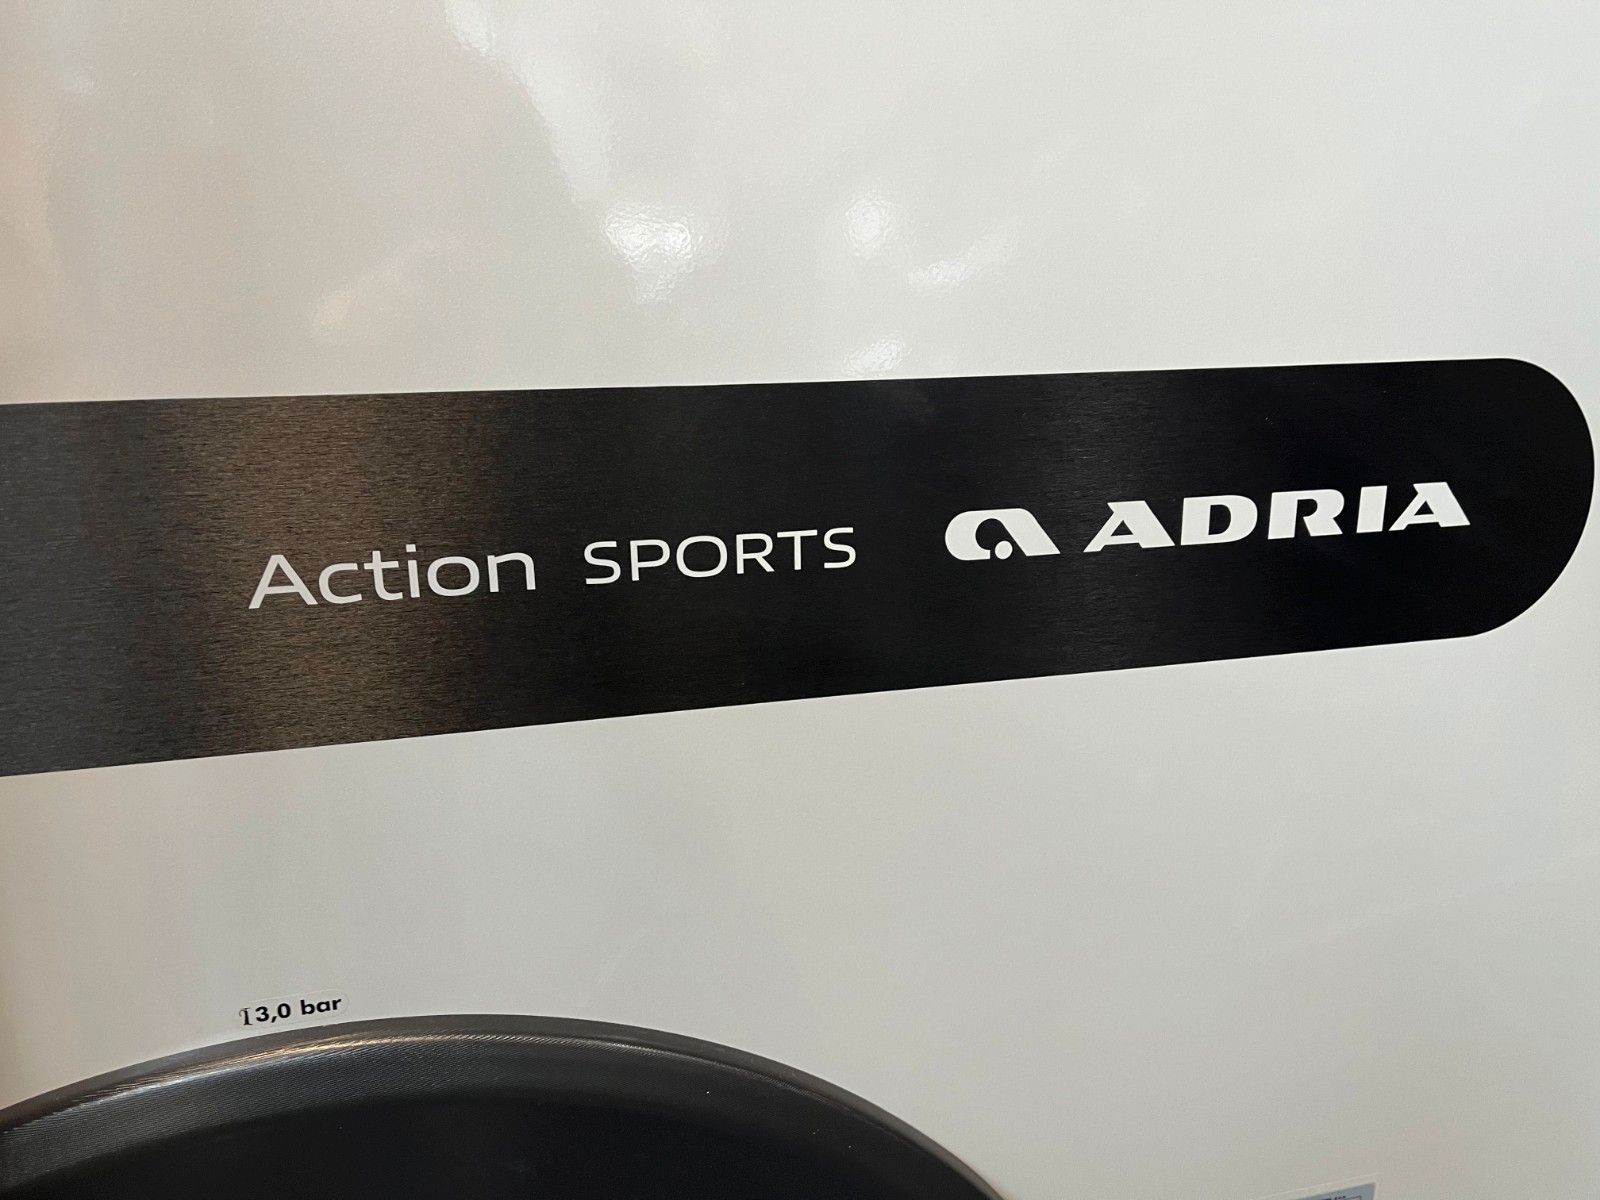 Action SPORTS ADRIA
3,0 bar